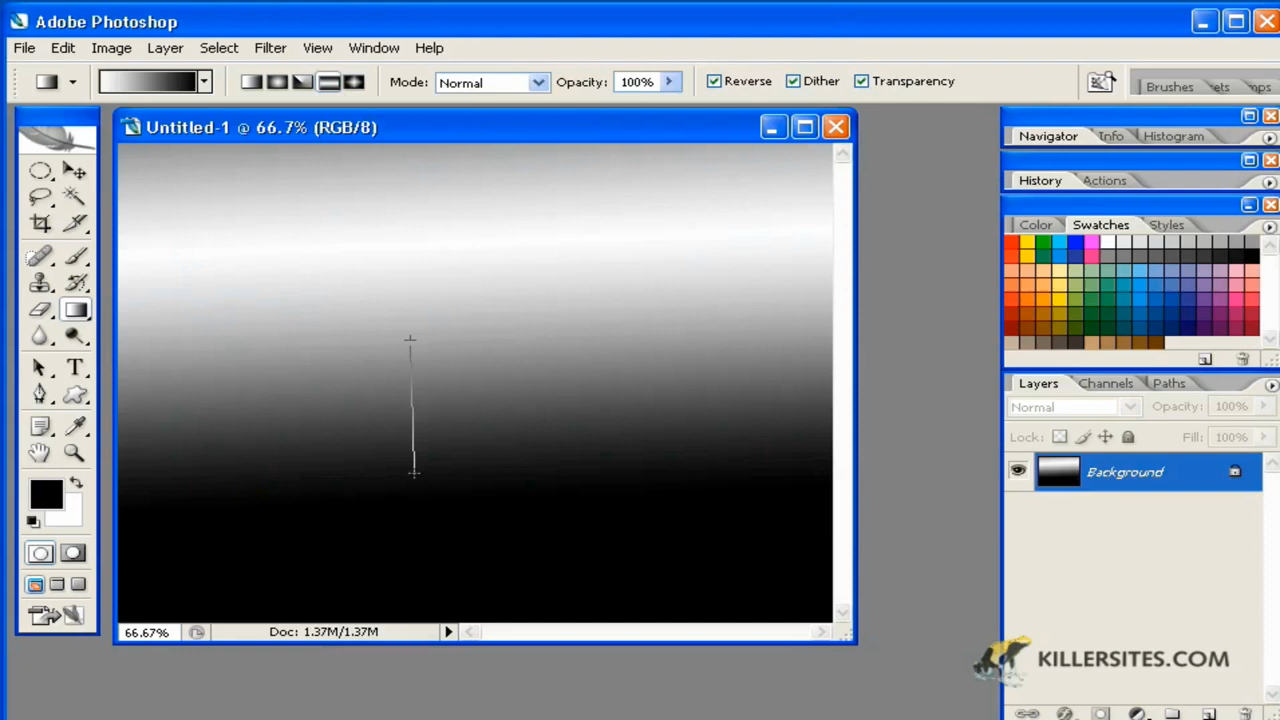 Adobe Photoshop
File Edit Image Layer Select Filter View Window Help
Mode: Normal Opacity: 100% Reverse Dither Transparency
Brushes ets mps
Untitled-1 @ 66.7% (RGB/8)
Navigator Info Histogram
History Actions
Color Swatches Styles
T
Layers Channels Paths
Normal Opacity: 100%
Lock: Fill: 100%
Background
66.67% Doc: 1.37M/1.37M
KILLERSITES.COM